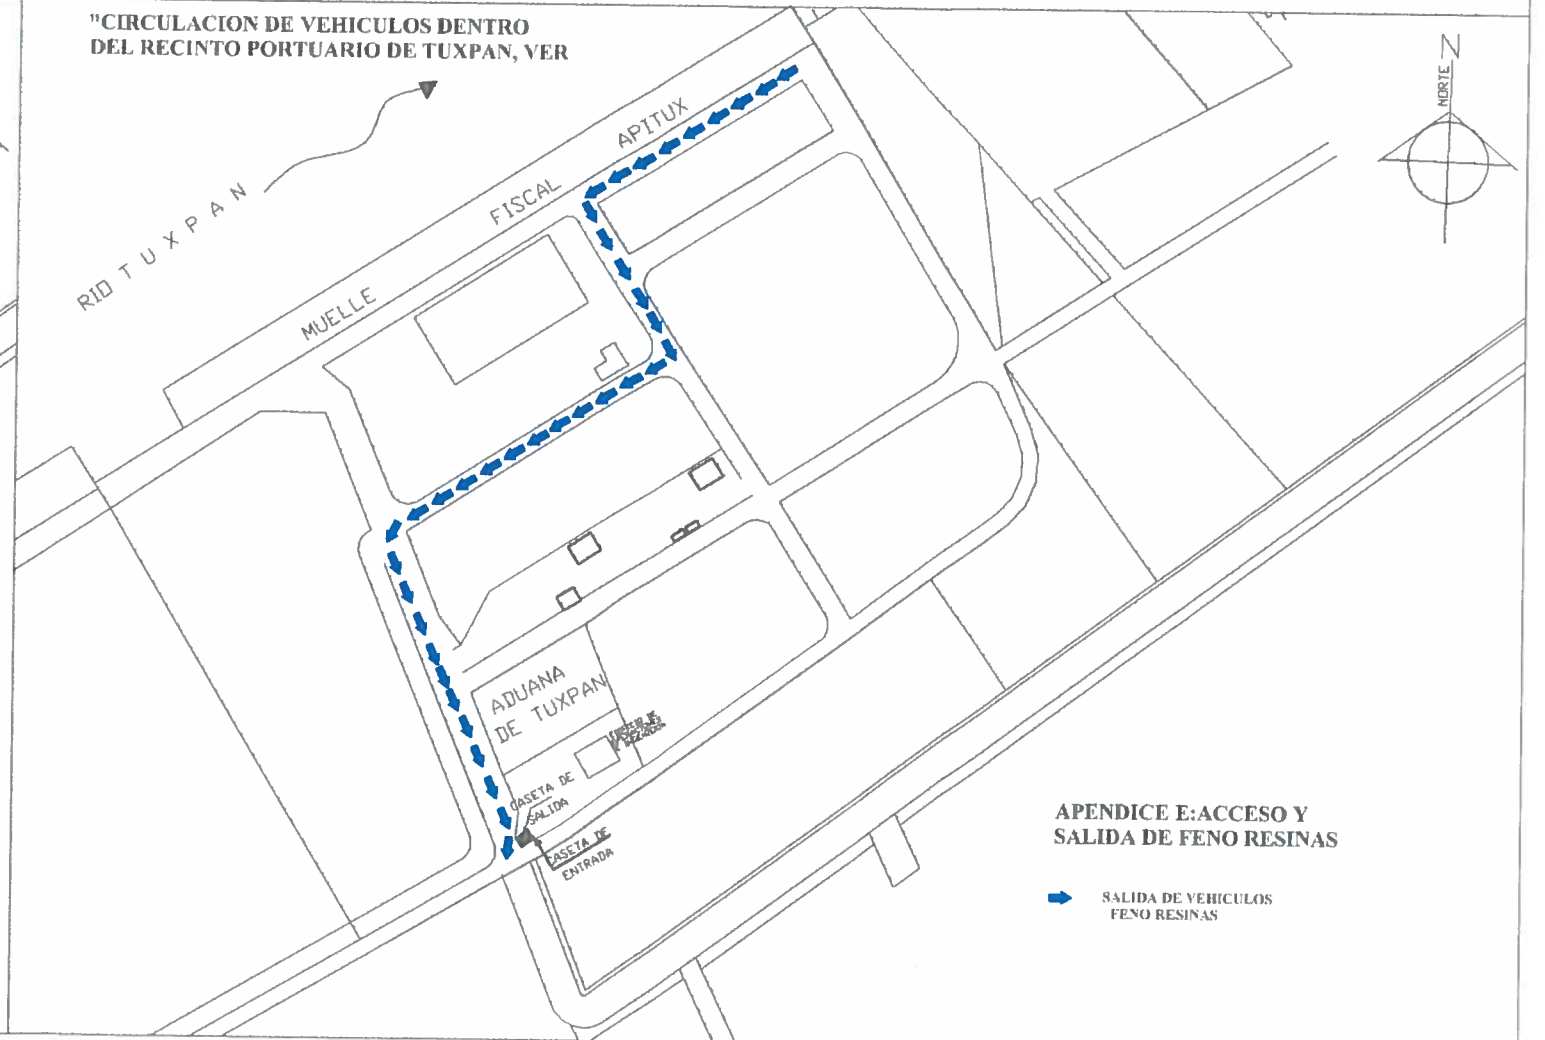 "CIRCULACION DE VEHICULOS DENTRO
DEL RECINTO PORTUARIO DE TUXPAN, VER
NORTE N
APITUX
FISCAL
MUELLE
RIO TUXPAN
ADUANA
DE TUXPAN
CASETA DE
SALIDA
CASETA DE
ENTRADA
APENDICE E:ACCESO Y
SALIDA DE FENO RESINAS
SALIDA DE VEHICULOS
FENO RESINAS